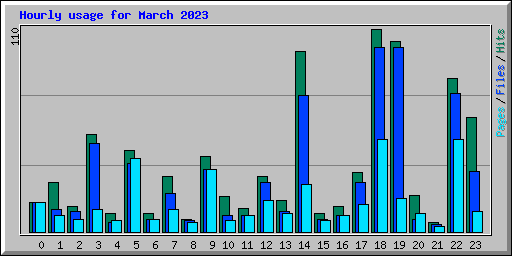 Hourly usage for March 2023
110
Pages / Files / Hits
0 1 2 3 4 5 6 7 8 9 10 11 12 13 14 15 16 17 18 19 20 21 22 23